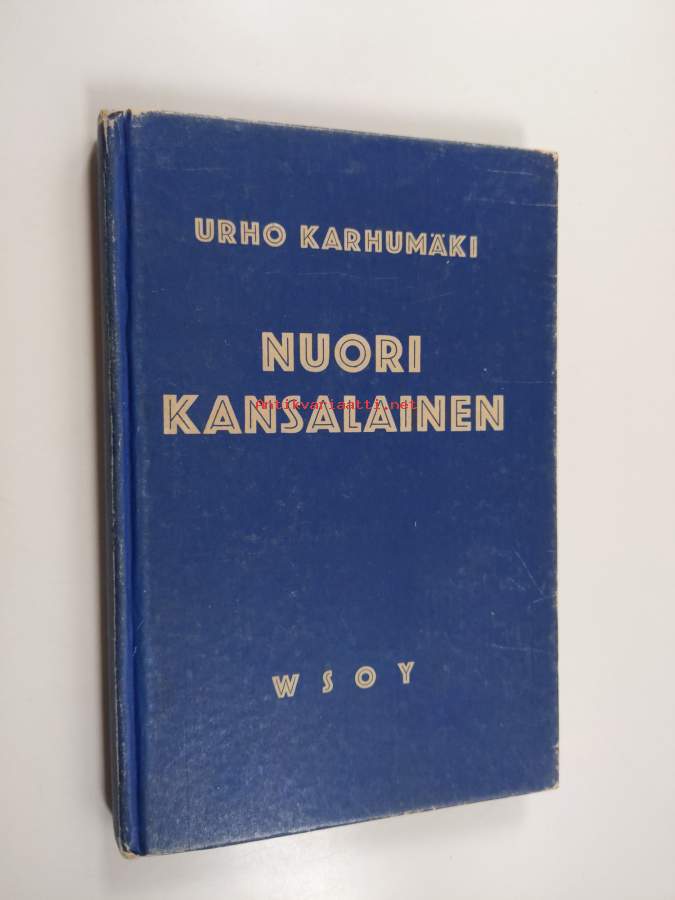 URHO KARHUMÄKI
NUORI
Antikvariaatti.net
KANSALAINEN
WSOY